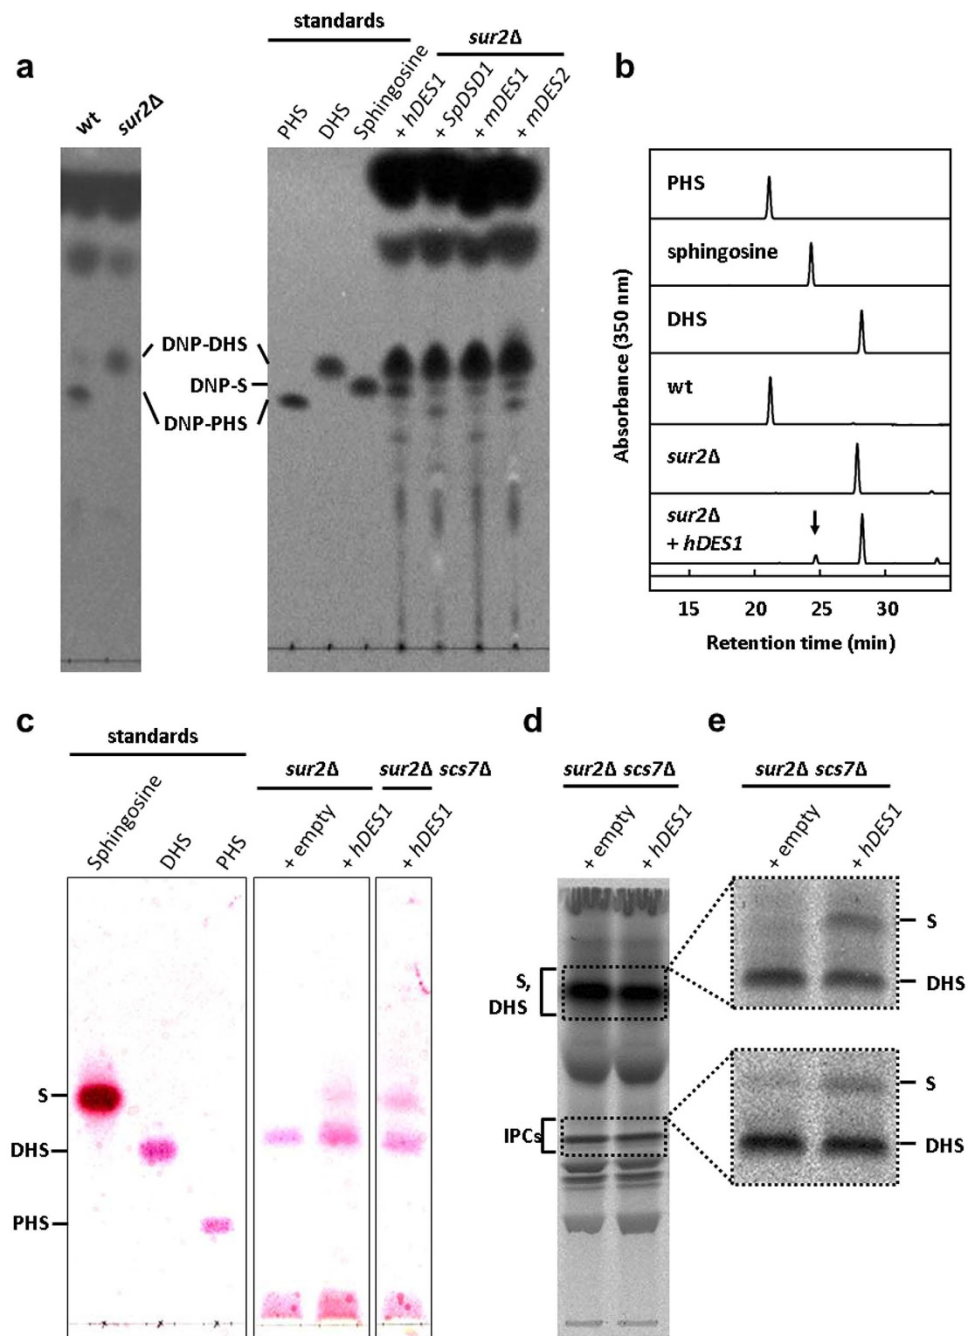 a
wt
sur2Δ
standards
PHS
DHS
Sphingosine
sur2Δ
+ hDES1
+ SpDSD1
+ mDES1
+ mDES2
DNP-DHS
DNP-S
DNP-PHS
b
Absorbance (350 nm)
PHS
sphingosine
DHS
wt
sur2Δ
sur2Δ
+ hDES1
15 20 25 30
Retention time (min)
c
standards
Sphingosine
DHS
PHS
sur2Δ
+ empty
+ hDES1
sur2Δ scs7Δ
+ hDES1
S
DHS
PHS
d
sur2Δ scs7Δ
+ empty
+ hDES1
S,
DHS
IPCs
e
sur2Δ scs7Δ
+ empty
+ hDES1
S
DHS
S
DHS